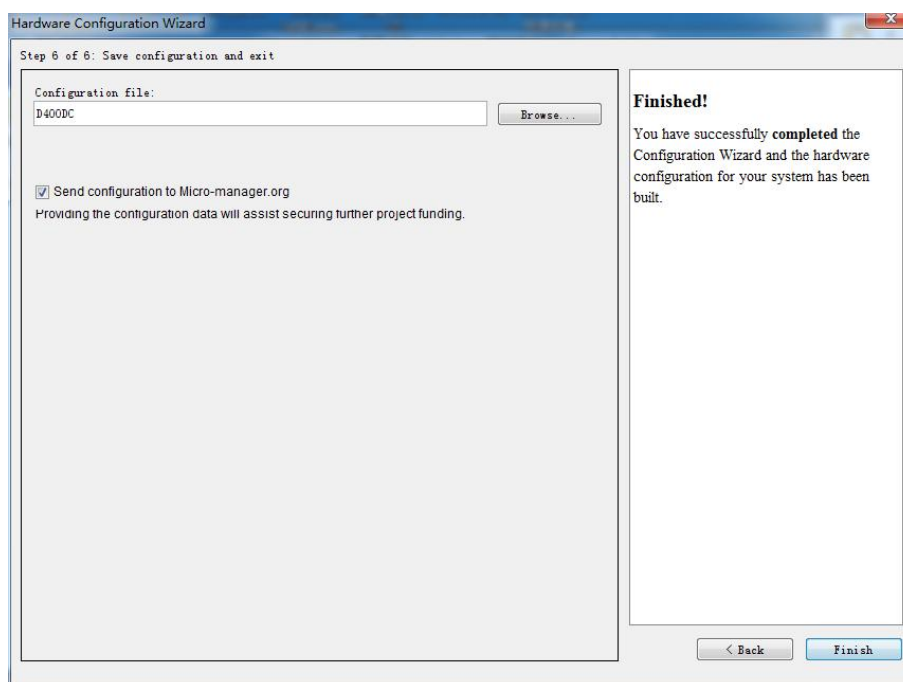 Hardware Configuration Wizard
Step 6 of 6: Save configuration and exit
Configuration file:
D400DC
Browse...
Send configuration to Micro-manager.org
Providing the configuration data will assist securing further project funding.
Finished!
You have successfully completed the
Configuration Wizard and the hardware
configuration for your system has been
built.
< Back
Finish